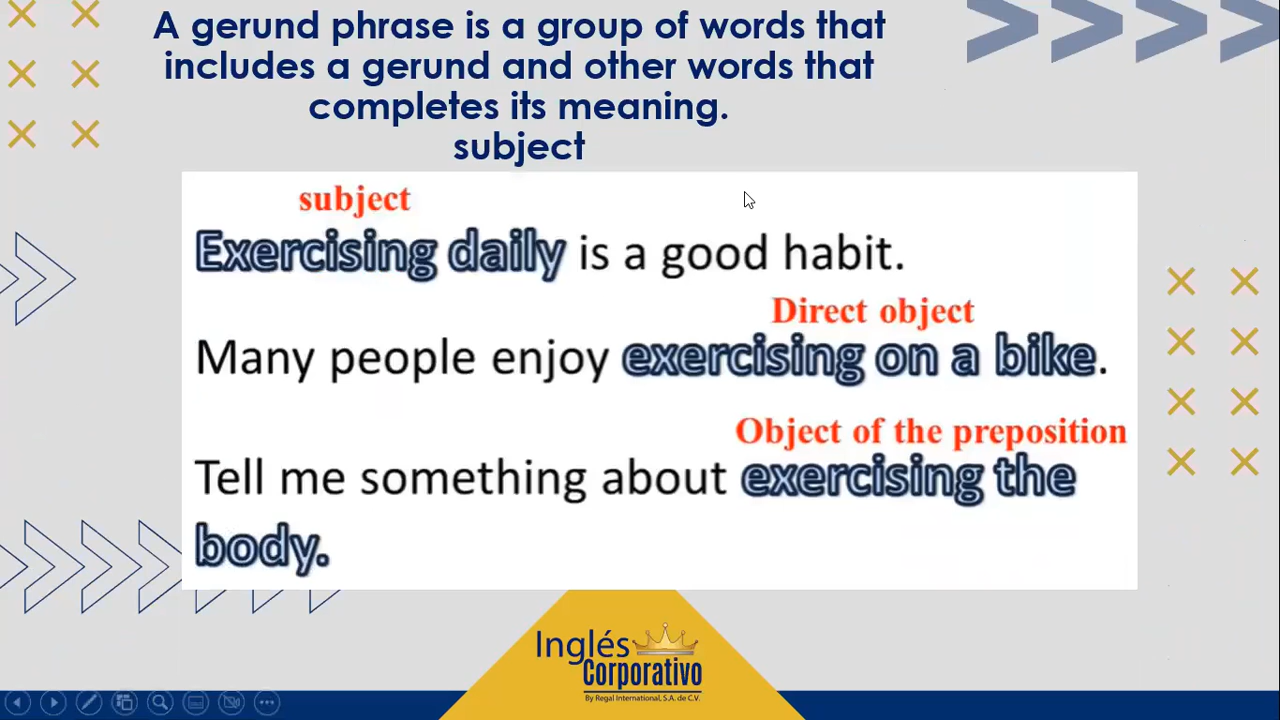 A gerund phrase is a group of words that
includes a gerund and other words that
completes its meaning.
subject
subject
Exercising daily is a good habit.
Direct object
Many people enjoy exercising on a bike.
Object of the preposition
Tell me something about exercising the
body.
Inglés
Corporativo
By Regal International, S.A. de C.V.